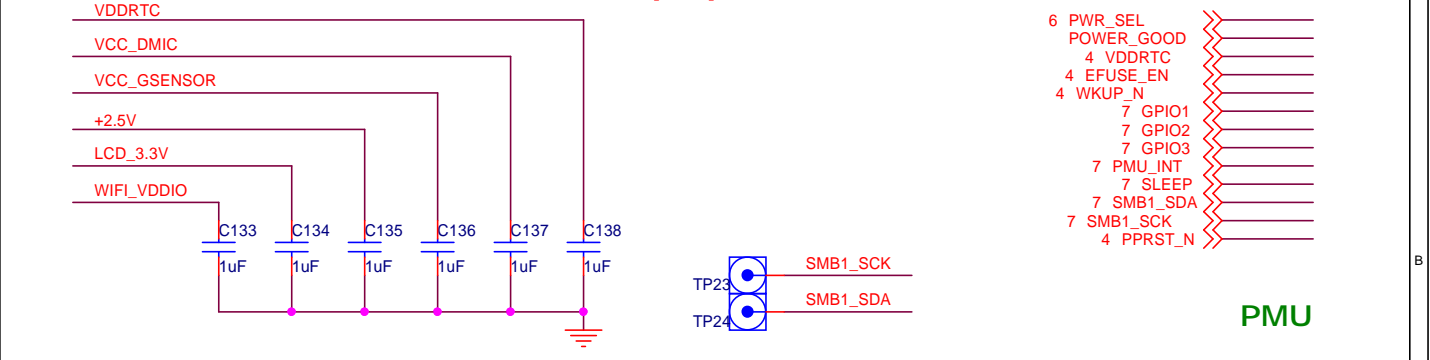 VDDRTC
VCC_DMIC
VCC_GSENSOR
+2.5V
LCD_3.3V
WIFI_VDDIO
C133 C134 C135 C136 C137 C138
1uF 1uF 1uF 1uF 1uF 1uF
TP23 SMB1_SCK
TP24 SMB1_SDA
6 PWR_SEL
POWER_GOOD
4 VDDRTC
4 EFUSE_EN
4 WKUP_N
7 GPIO1
7 GPIO2
7 GPIO3
7 PMU_INT
7 SLEEP
7 SMB1_SDA
7 SMB1_SCK
4 PPRST_N
PMU
B